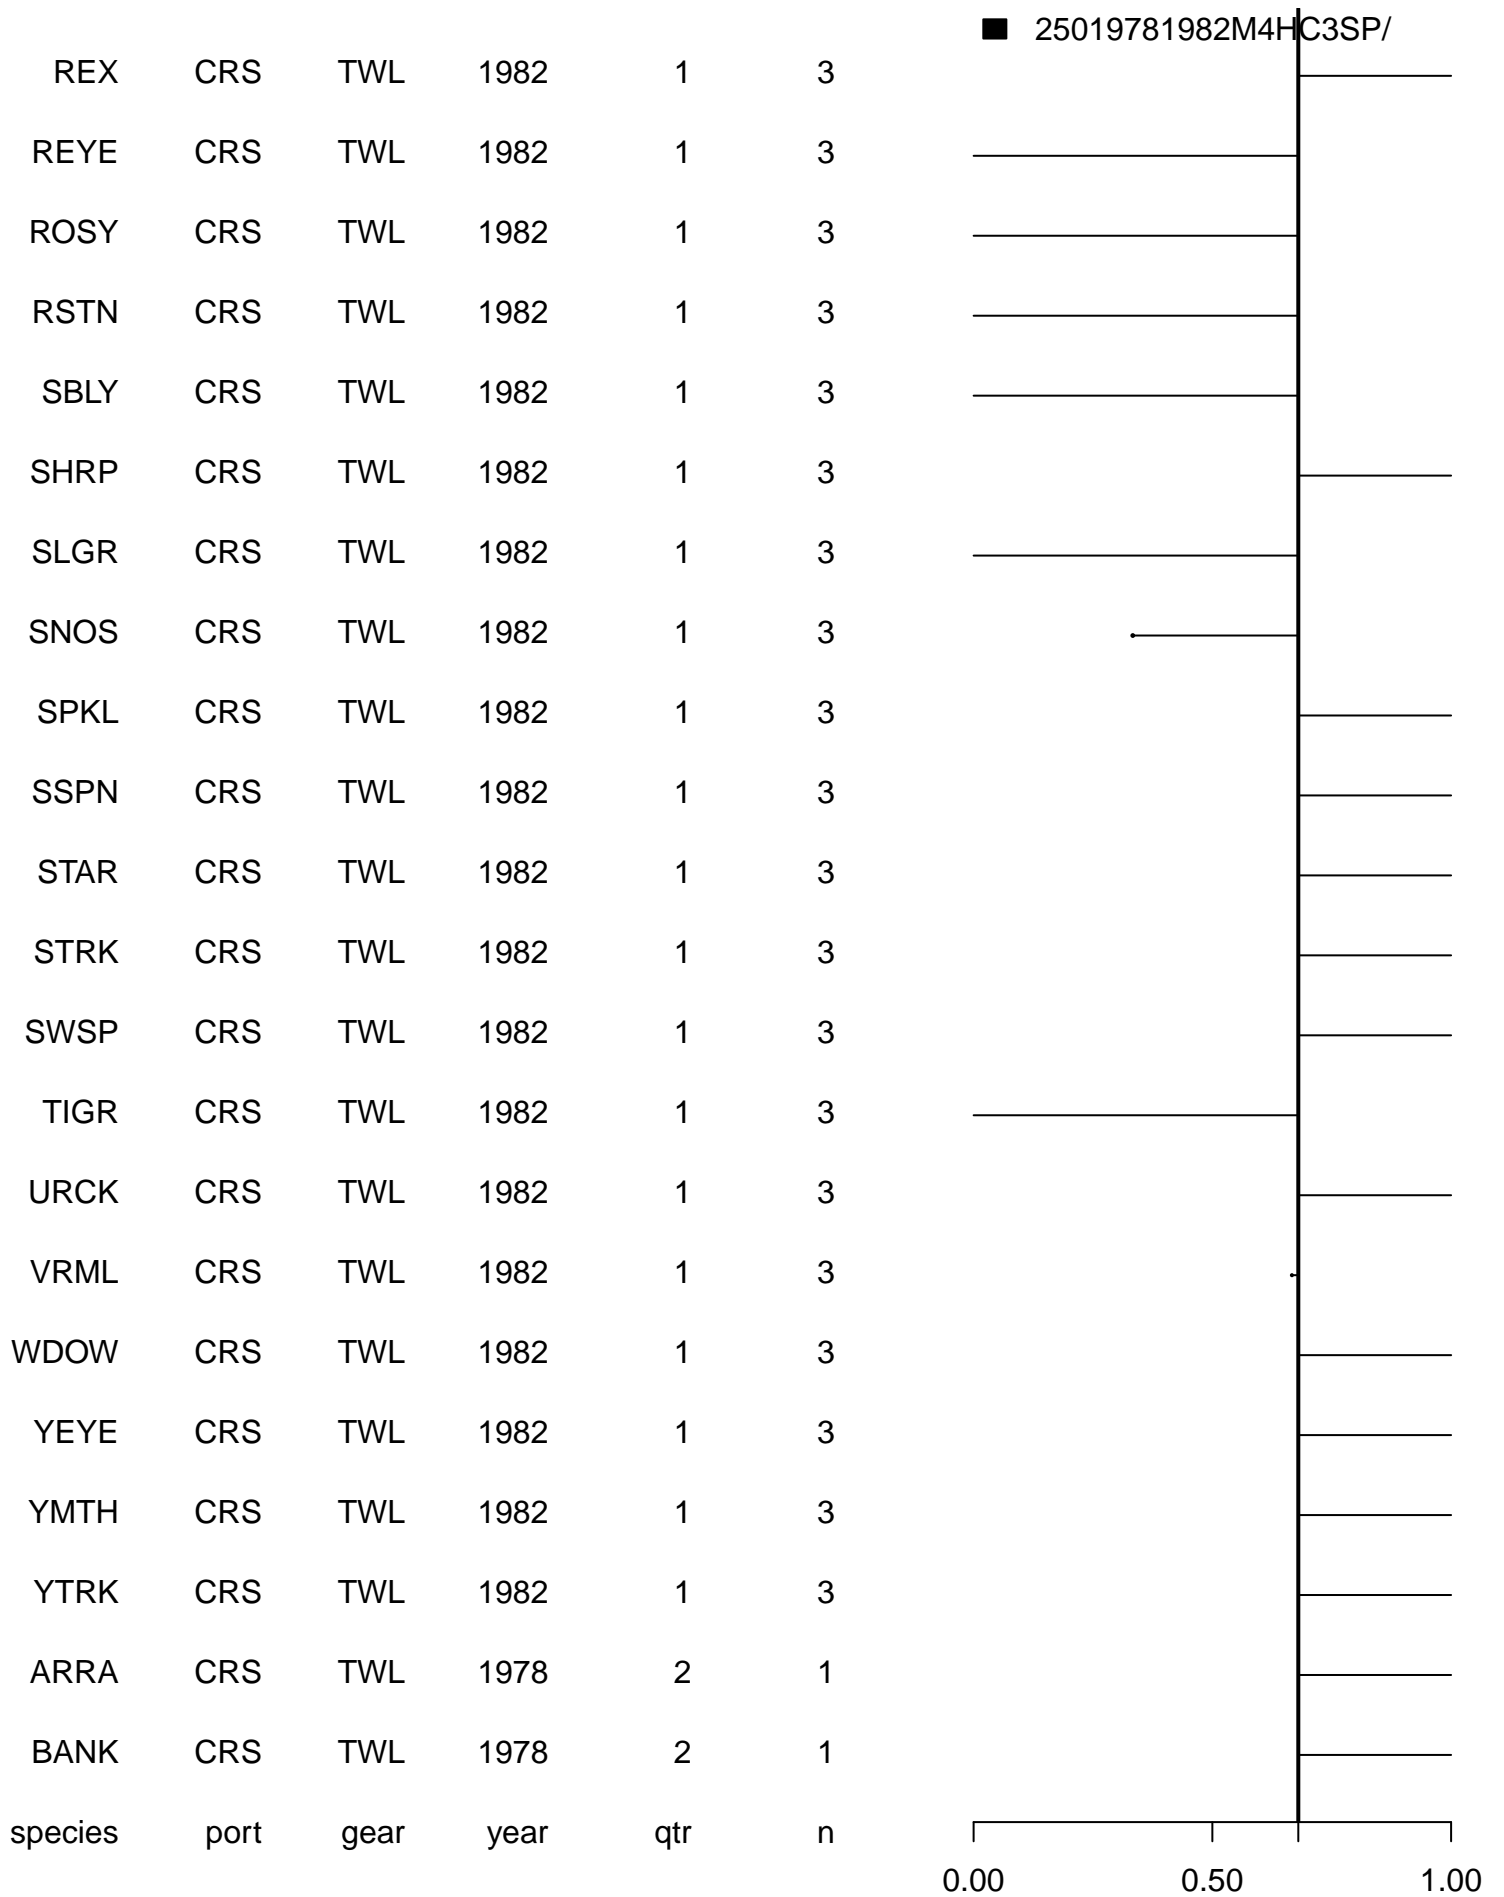 25019781982M4HC3SP/
REX CRS TWL 1982 1 3
REYE CRS TWL 1982 1 3
ROSY CRS TWL 1982 1 3
RSTN CRS TWL 1982 1 3
SBLY CRS TWL 1982 1 3
SHRP CRS TWL 1982 1 3
SLGR CRS TWL 1982 1 3
SNOS CRS TWL 1982 1 3
SPKL CRS TWL 1982 1 3
SSPN CRS TWL 1982 1 3
STAR CRS TWL 1982 1 3
STRK CRS TWL 1982 1 3
SWSP CRS TWL 1982 1 3
TIGR CRS TWL 1982 1 3
URCK CRS TWL 1982 1 3
VRML CRS TWL 1982 1 3
WDOW CRS TWL 1982 1 3
YEYE CRS TWL 1982 1 3
YMTH CRS TWL 1982 1 3
YTRK CRS TWL 1982 1 3
ARRA CRS TWL 1978 2 1
BANK CRS TWL 1978 2 1
species port gear year qtr n
0.00 0.50 1.00